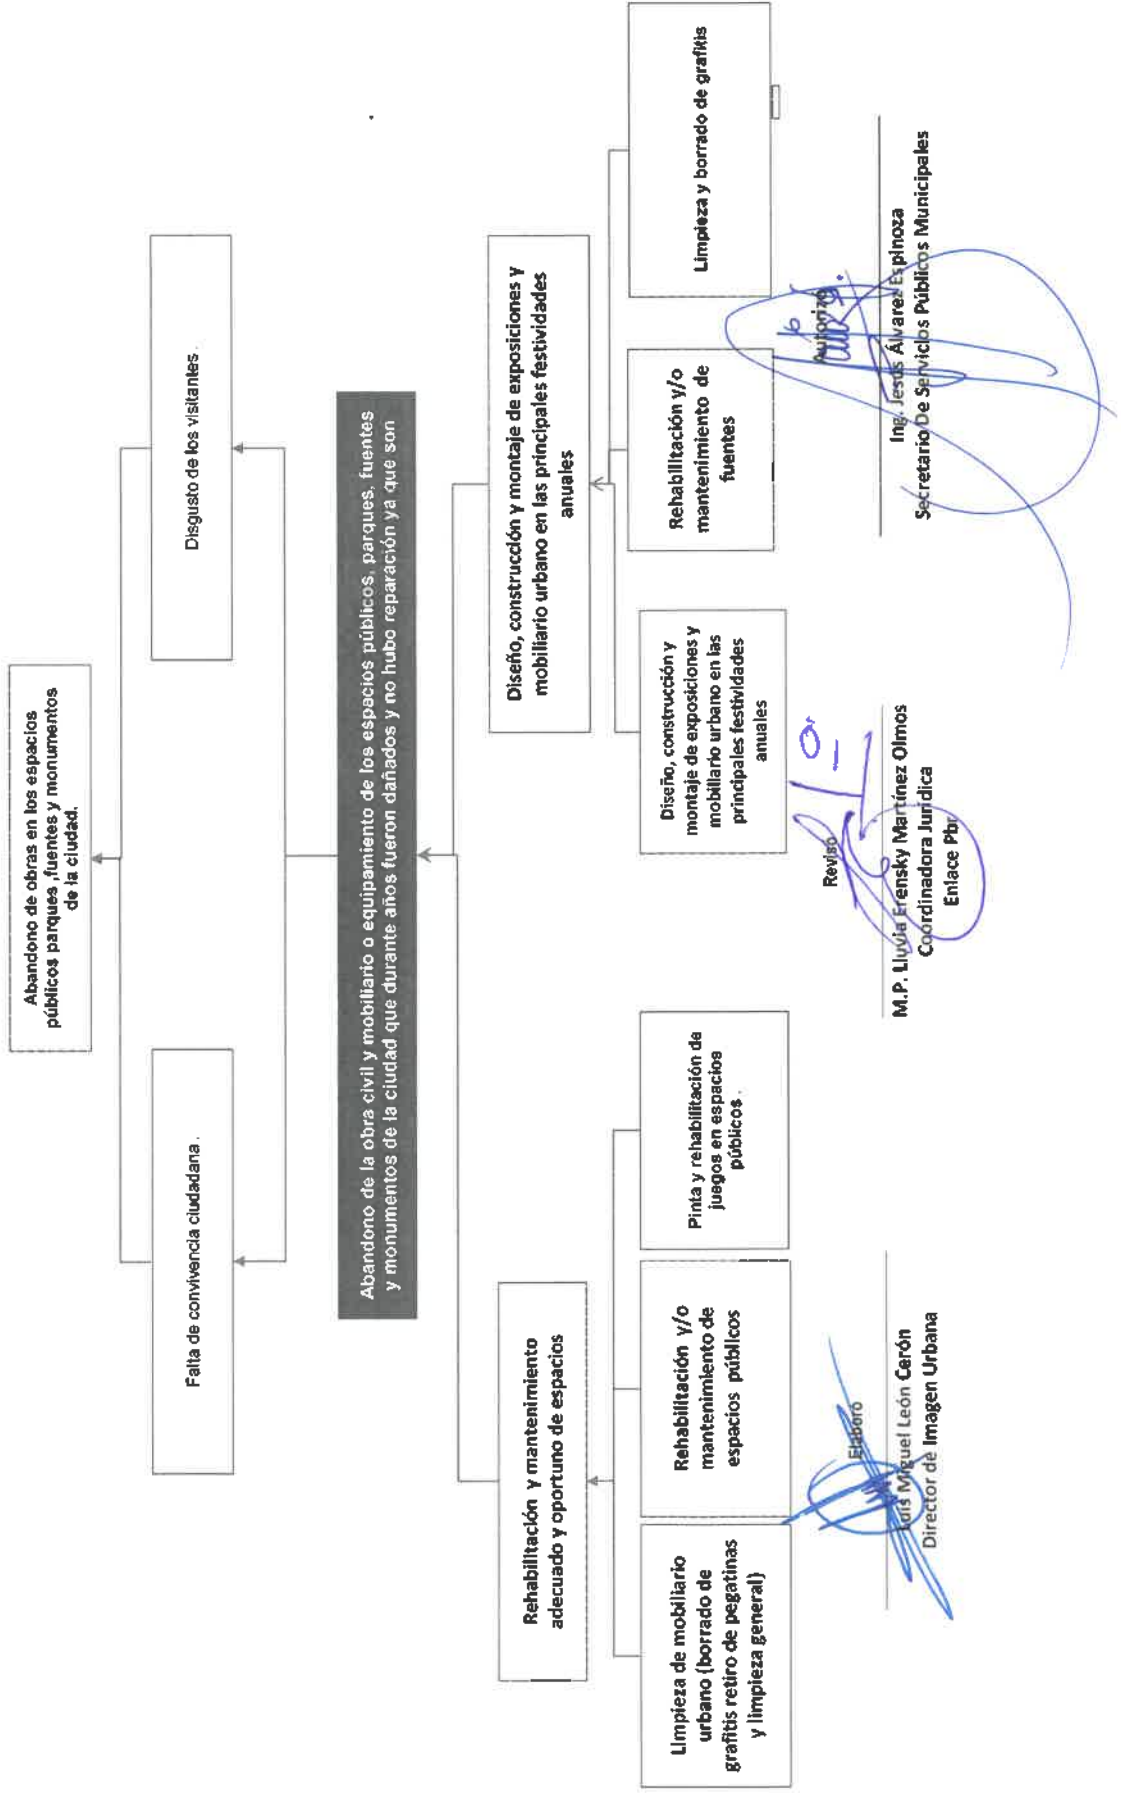 Abandono de obras en los espacios
públicos parques ,fuentes y monumentos
de la ciudad.
Falta de convivencia ciudadana .
Disgusto de los visitantes .
Abandono de la obra civil y mobiliario o equipamiento de los espacios públicos, parques, fuentes
y monumentos de la ciudad que durante años fueron dañados y no hubo reparación ya que son
Rehabilitación y mantenimiento
adecuado y oportuno de espacios
Diseño, construcción y montaje de exposiciones y
mobiliario urbano en las principales festividades
anuales
Limpieza de mobiliario
urbano (borrado de
grafitis retiro de pegatinas
y limpieza general)
Rehabilitación y/o
mantenimiento de
espacios públicos
Pinta y rehabilitación de
juegos en espacios
públicos .
Diseño, construcción y
montaje de exposiciones y
mobiliario urbano en las
principales festividades
anuales
Rehabilitación y/o
mantenimiento de
fuentes
Limpieza y borrado de grafitis
Elaboró
Luis Miguel León Cerón
Director de Imagen Urbana
Revisó
M.P. Lluvia Erensky Martínez Olmos
Coordinadora Jurídica
Enlace Pbr
Autorizó
Ing. Jesús Álvarez Espinoza
Secretario De Servicios Públicos Municipales